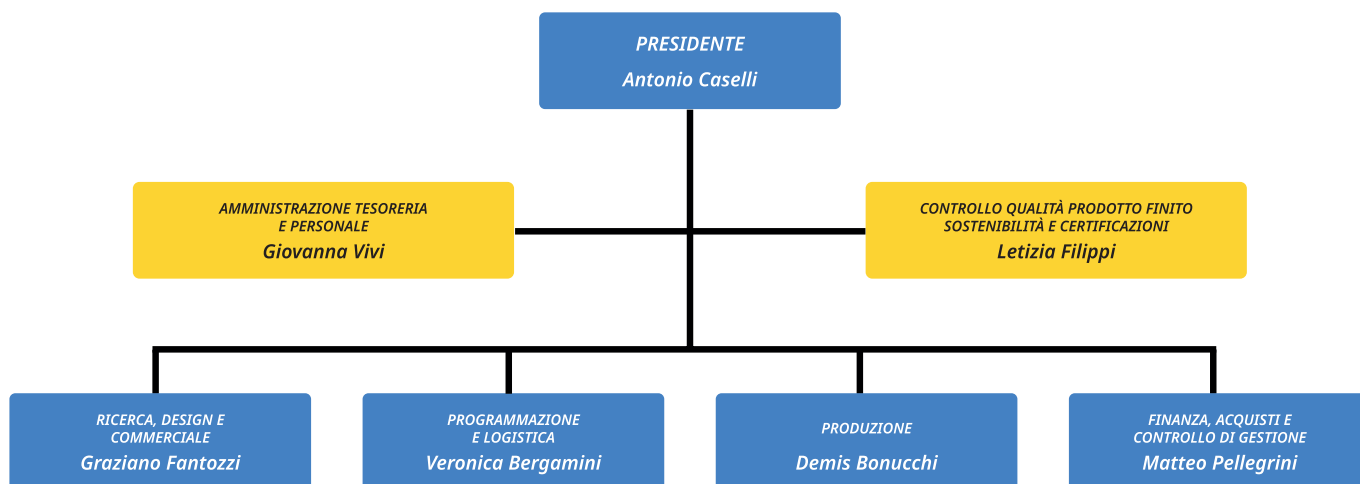 PRESIDENTE
Antonio Caselli
AMMINISTRAZIONE TESORERIA
E PERSONALE
Giovanna Vivi
CONTROLLO QUALITÀ PRODOTTO FINITO
SOSTENIBILITÀ E CERTIFICAZIONI
Letizia Filippi
RICERCA, DESIGN E
COMMERCIALE
Graziano Fantozzi
PROGRAMMAZIONE
E LOGISTICA
Veronica Bergamini
PRODUZIONE
Demis Bonucchi
FINANZA, ACQUISTI E
CONTROLLO DI GESTIONE
Matteo Pellegrini